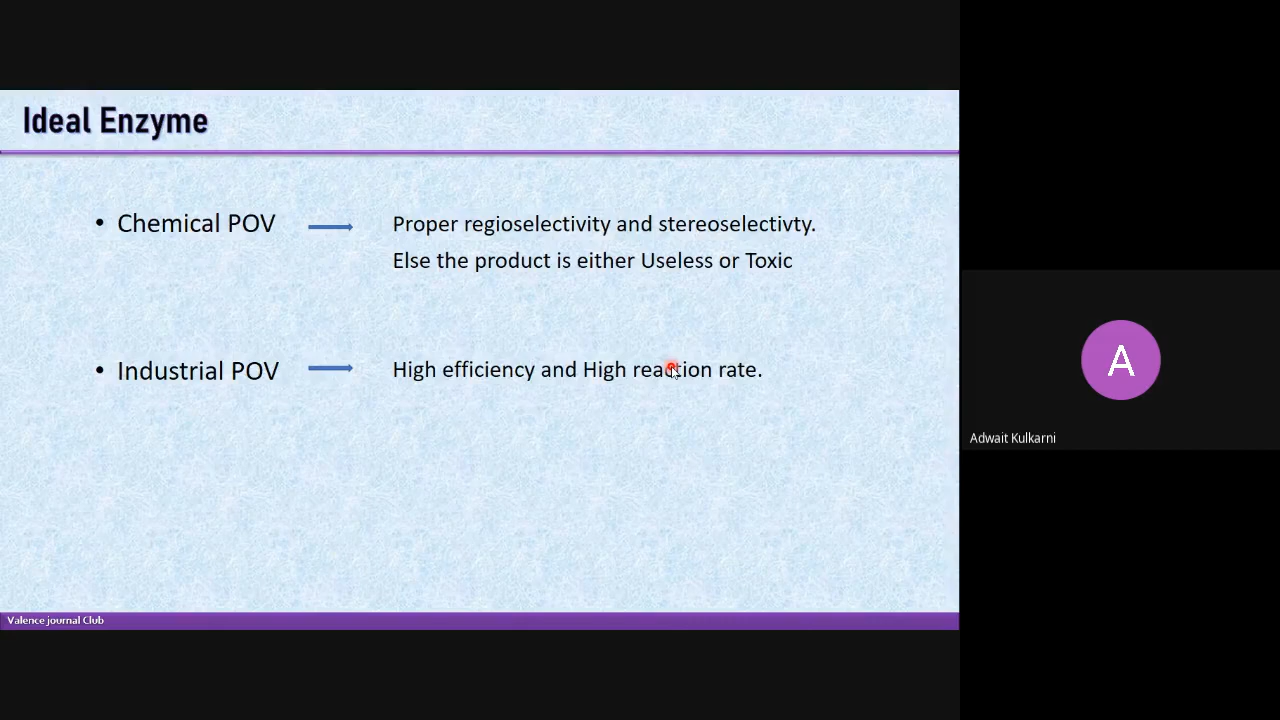 Ideal Enzyme
• Chemical POV
Proper regioselectivity and stereoselectivty.
Else the product is either Useless or Toxic
• Industrial POV
High efficiency and High reaction rate.
Valence journal Club
A
Adwait Kulkarni